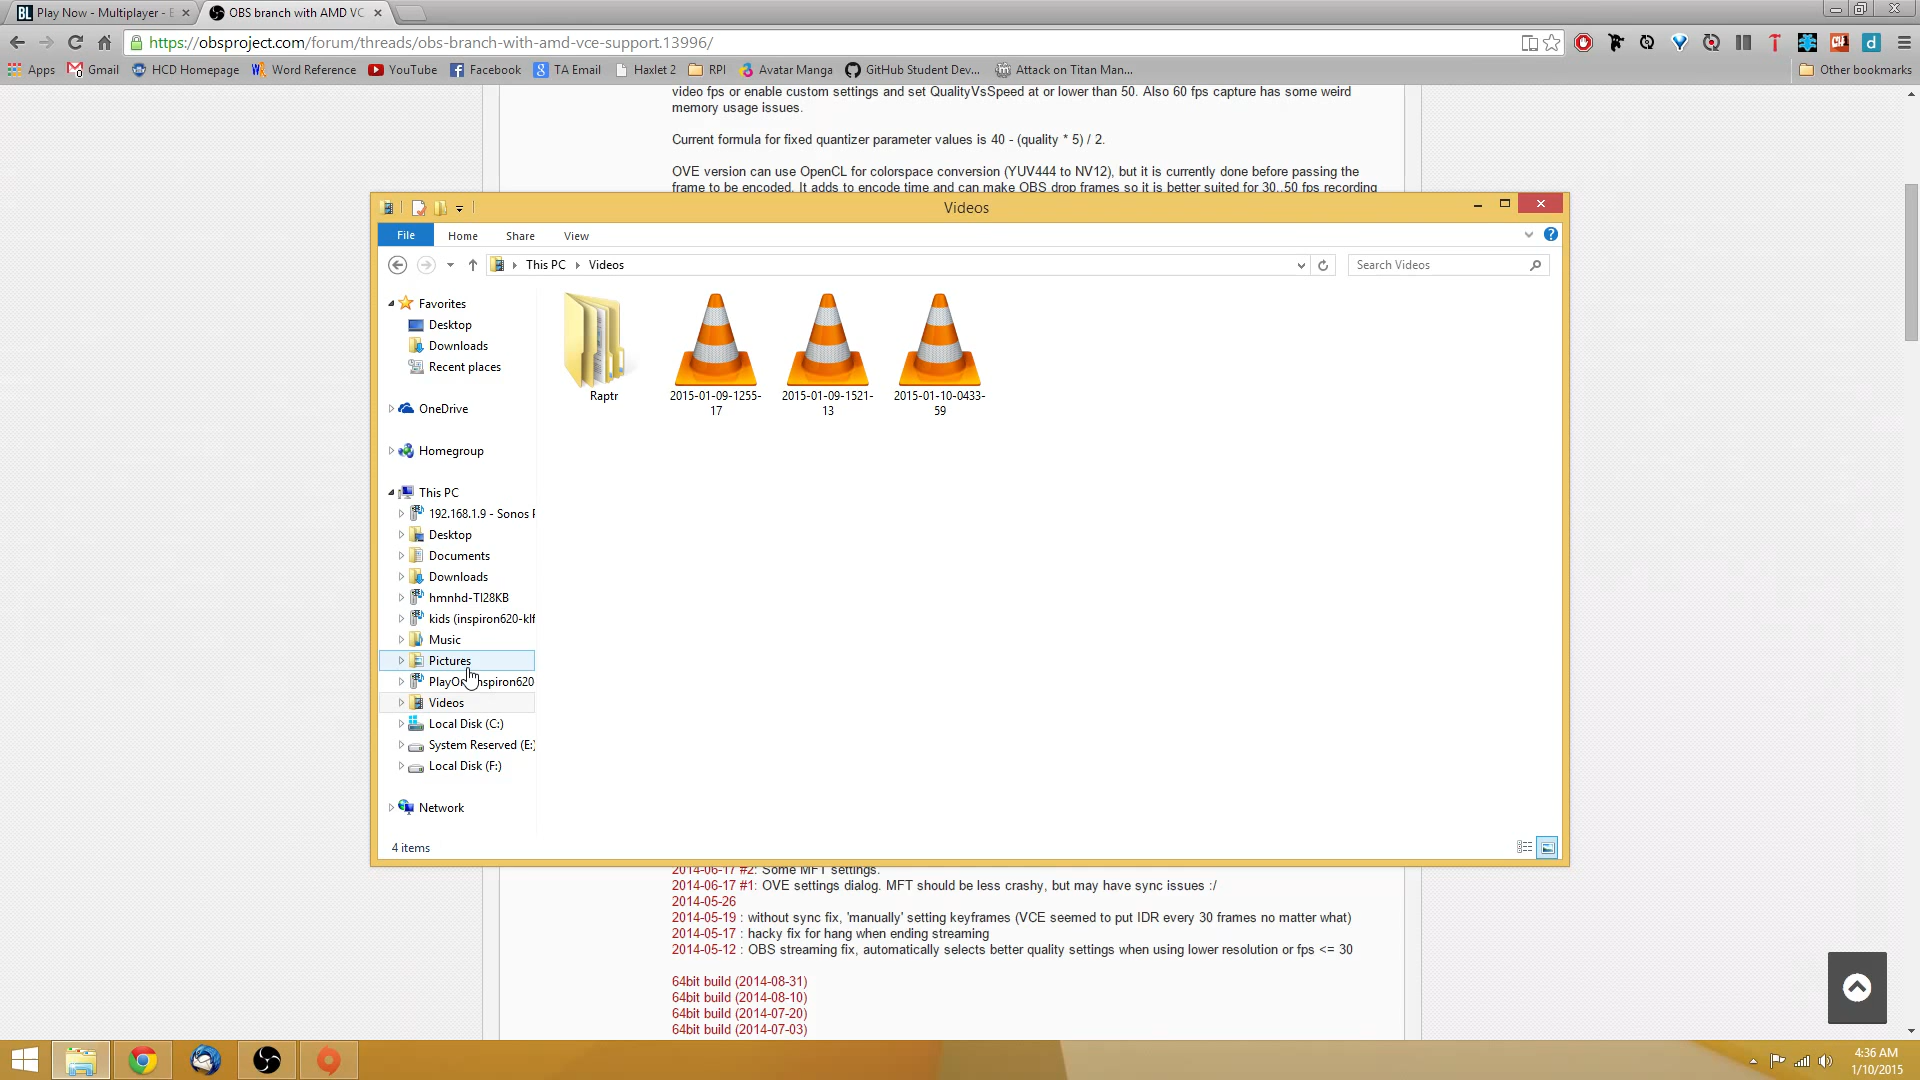 Play Now - Multiplayer - B
OBS branch with AMD VC
https://obsproject.com/forum/threads/obs-branch-with-amd-vce-support.13996/
Apps
Gmail
HCD Homepage
Word Reference
YouTube
Facebook
TA Email
Haxlet 2
RPI
Avatar Manga
GitHub Student Dev...
Attack on Titan Man...
Other bookmarks
video fps or enable custom settings and set QualityVsSpeed at or lower than 50. Also 60 fps capture has some weird
memory usage issues.
Current formula for fixed quantizer parameter values is 40 - (quality * 5) / 2.
OVE version can use OpenCL for colorspace conversion (YUV444 to NV12), but it is currently done before passing the
frame to be encoded. It adds to encode time and can make OBS drop frames so it is better suited for 30..50 fps recording
Videos
File
Home
Share
View
This PC
Videos
Search Videos
Favorites
Desktop
Downloads
Recent places
OneDrive
Homegroup
This PC
192.168.1.9 - Sonos
Desktop
Documents
Downloads
hmnhd-TI28KB
kids (inspiron620-klf
Music
Pictures
PlayO nspiron620
Videos
Local Disk (C:)
System Reserved (E:)
Local Disk (F:)
Network
Raptr
2015-01-09-1255-
17
2015-01-09-1521-
13
2015-01-10-0433-
59
4 items
2014-06-17 #2: Some MFT settings.
2014-06-17 #1: OVE settings dialog. MFT should be less crashy, but may have sync issues :/
2014-05-26
2014-05-19 : without sync fix, 'manually' setting keyframes (VCE seemed to put IDR every 30 frames no matter what)
2014-05-17 : hacky fix for hang when ending streaming
2014-05-12 : OBS streaming fix, automatically selects better quality settings when using lower resolution or fps <= 30
64bit build (2014-08-31)
64bit build (2014-08-10)
64bit build (2014-07-20)
64bit build (2014-07-03)
4:36 AM
1/10/2015